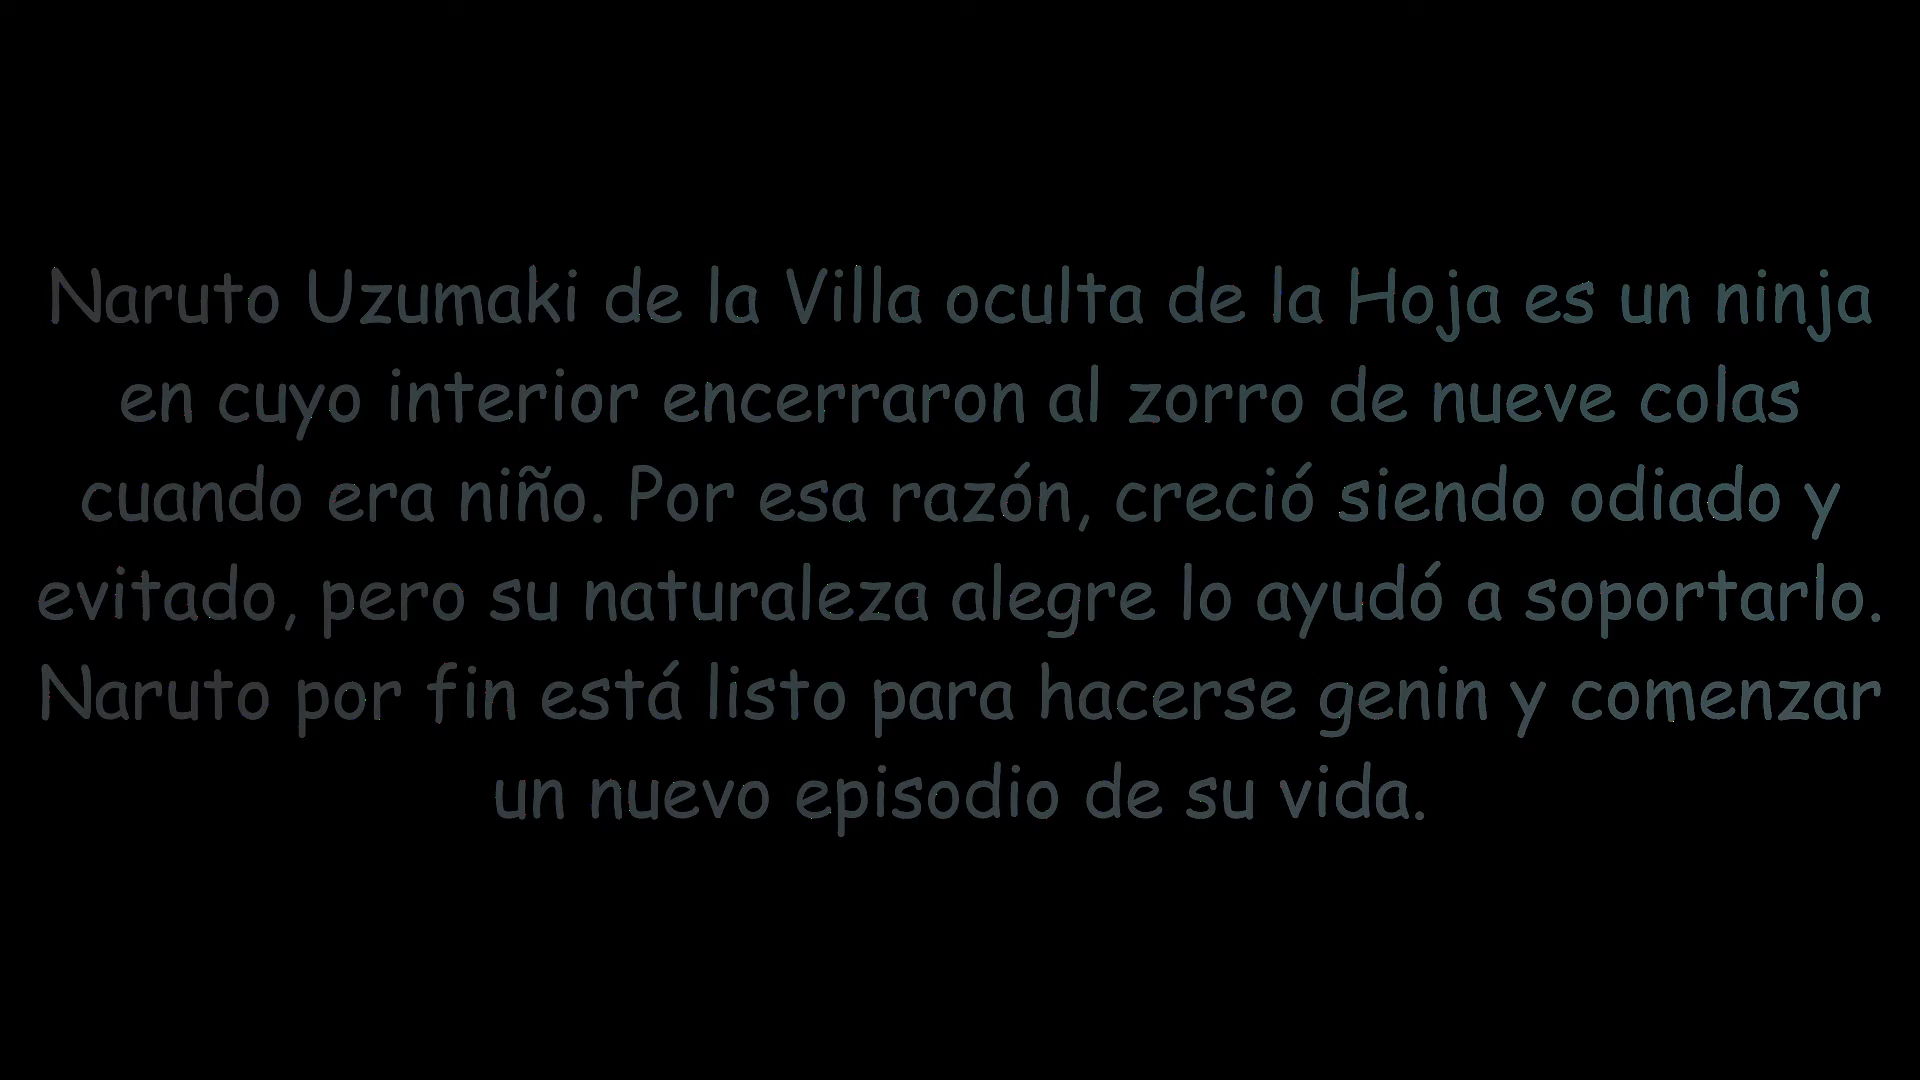 Naruto Uzumaki de la Villa oculta de la Hoja es un ninja
en cuyo interior encerraron al zorro de nueve colas
cuando era niño. Por esa razón, creció siendo odiado y
evitado, pero su naturaleza alegre lo ayudó a soportarlo.
Naruto por fin está listo para hacerse genin y comenzar
un nuevo episodio de su vida.